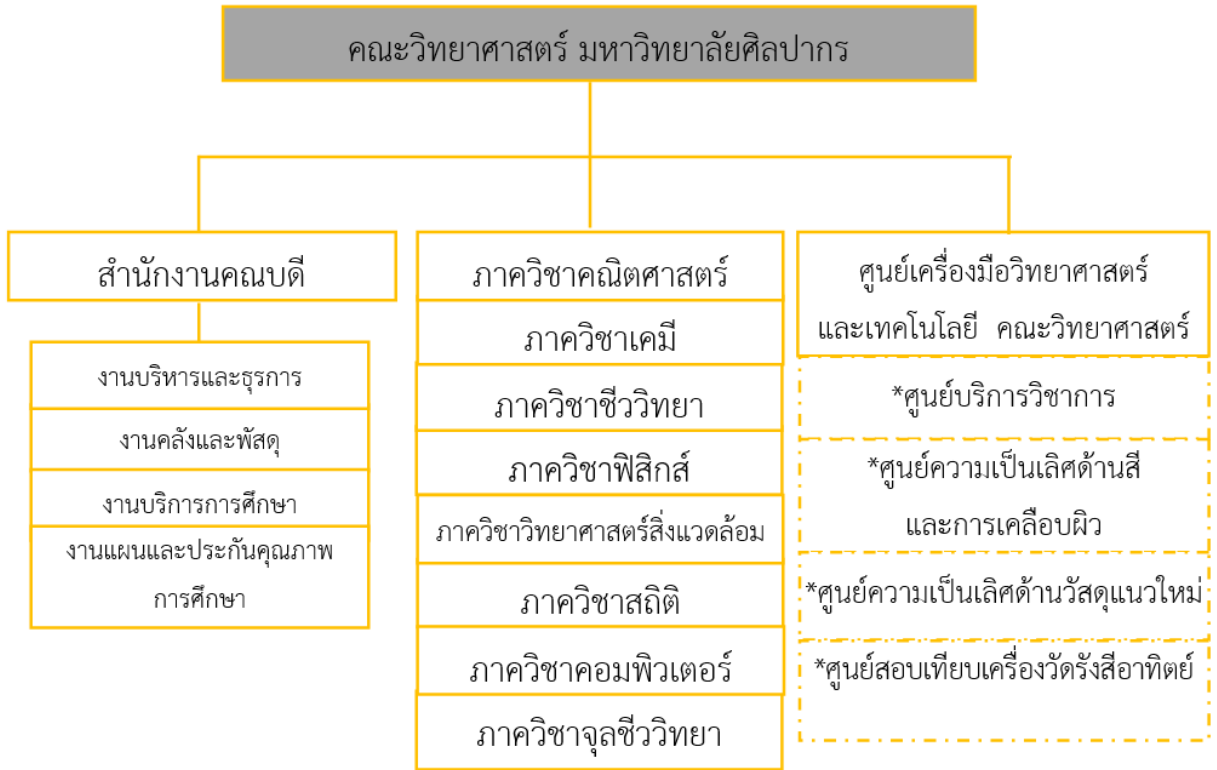 คณะวิทยาศาสตร์ มหาวิทยาลัยศิลปากร
สำนักงานคณบดี
งานบริหารและธุรการ
งานคลังและพัสดุ
งานบริการการศึกษา
งานแผนและประกันคุณภาพ
การศึกษา
ภาควิชาคณิตศาสตร์
ภาควิชาเคมี
ภาควิชาชีววิทยา
ภาควิชาฟิสิกส์
ภาควิชาวิทยาศาสตร์สิ่งแวดล้อม
ภาควิชาสถิติ
ภาควิชาคอมพิวเตอร์
ภาควิชาจุลชีววิทยา
ศูนย์เครื่องมือวิทยาศาสตร์
และเทคโนโลยี คณะวิทยาศาสตร์
*ศูนย์บริการวิชาการ
*ศูนย์ความเป็นเลิศด้านสี
และการเคลือบผิว
*ศูนย์ความเป็นเลิศด้านวัสดุแนวใหม่
*ศูนย์สอบเทียบเครื่องวัดรังสีอาทิตย์